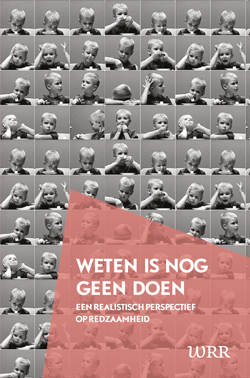 WETEN IS NOG
GEEN DOEN
EEN REALISTISCH PERSPECTIEF
OP REDZAAMHEID
WRR